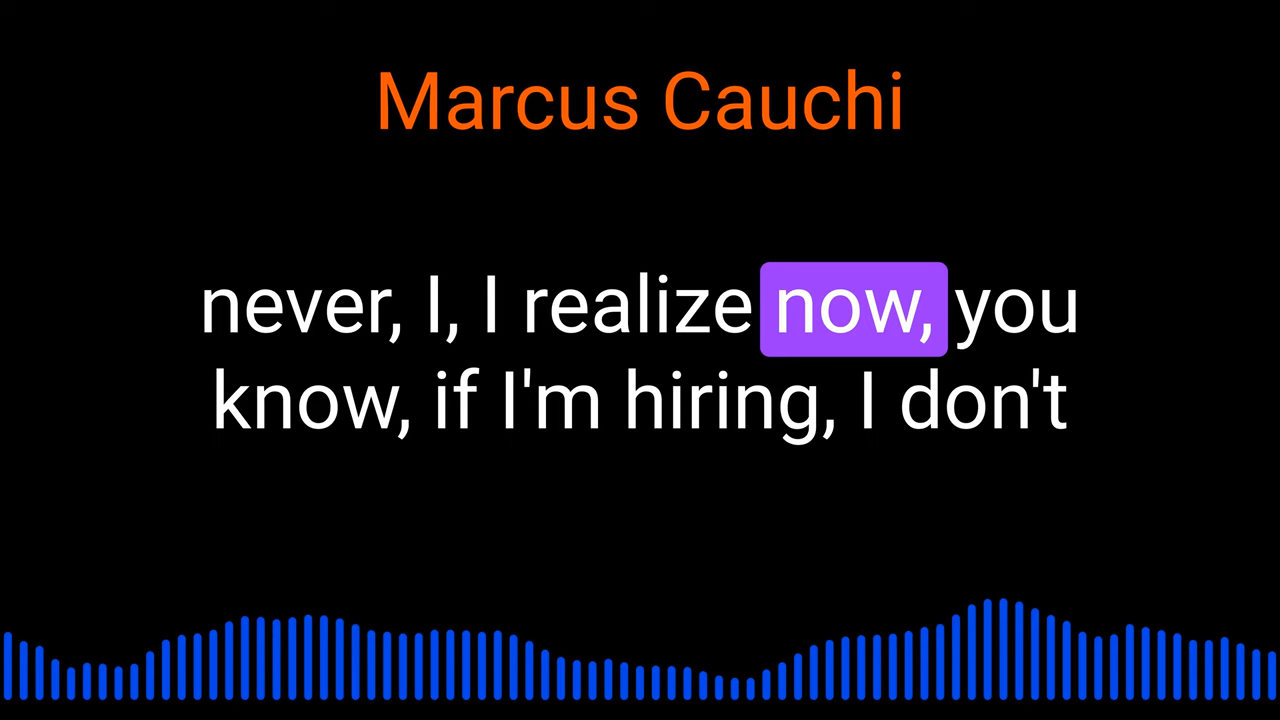 Marcus Cauchi
never, I, I realize now, you
know, if I'm hiring, I don't